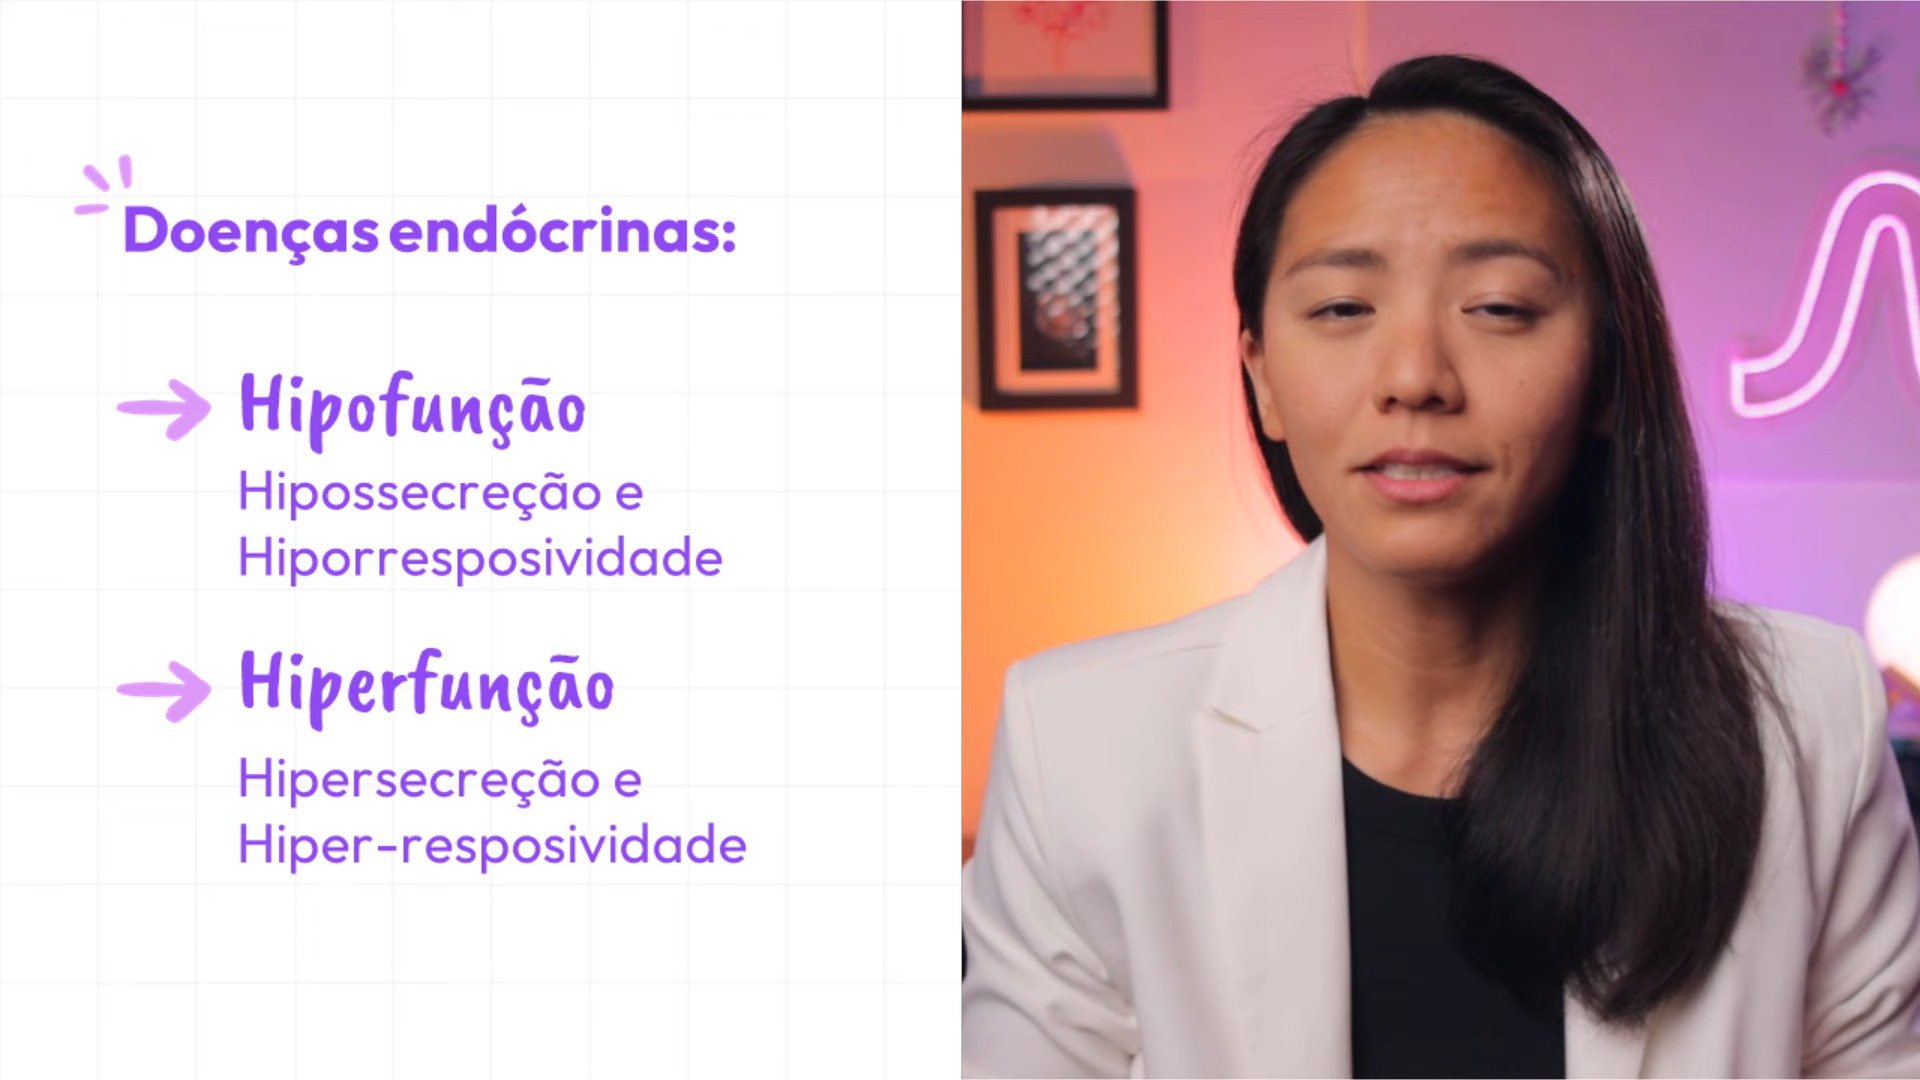 Doenças endócrinas:
Hipofunção
Hipossecreção e
Hiporresposividade
Hiperfunção
Hipersecreção e
Hiper-resposividade